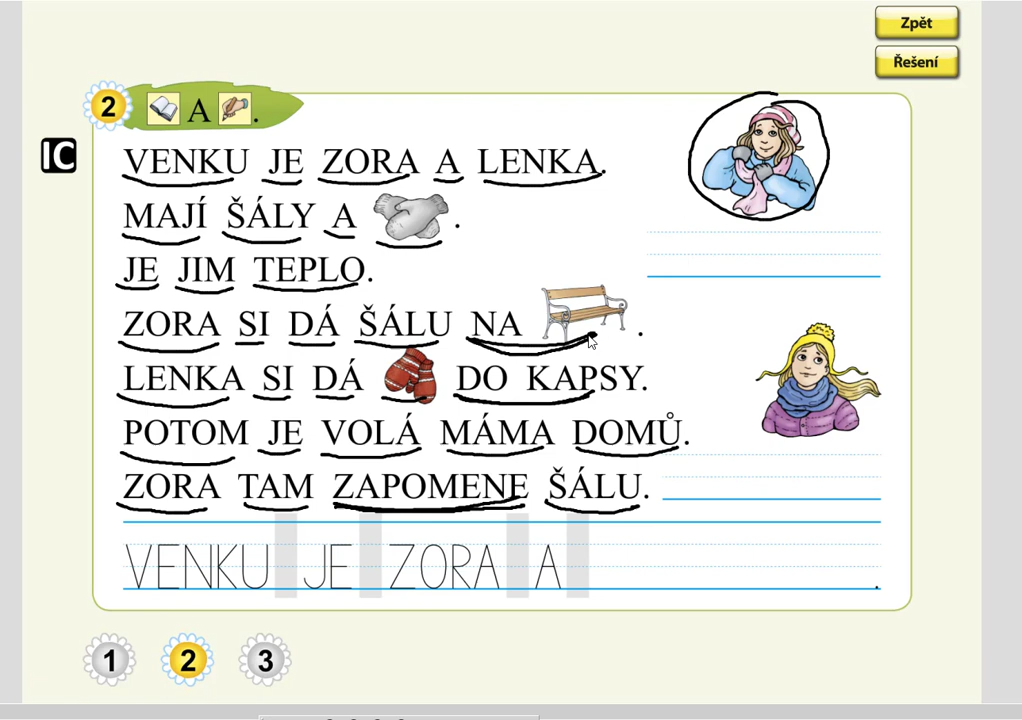 Zpět
Řešení
2 A .
IC
VENKU JE ZORA A LENKA.
MAJÍ ŠÁLY A .
JE JIM TEPLO.
ZORA SI DÁ ŠÁLU NA .
LENKA SI DÁ DO KAPSY.
POTOM JE VOLÁ MÁMA DOMŮ.
ZORA TAM ZAPOMENE ŠÁLU.
VENKU JE ZORA A .
1 2 3